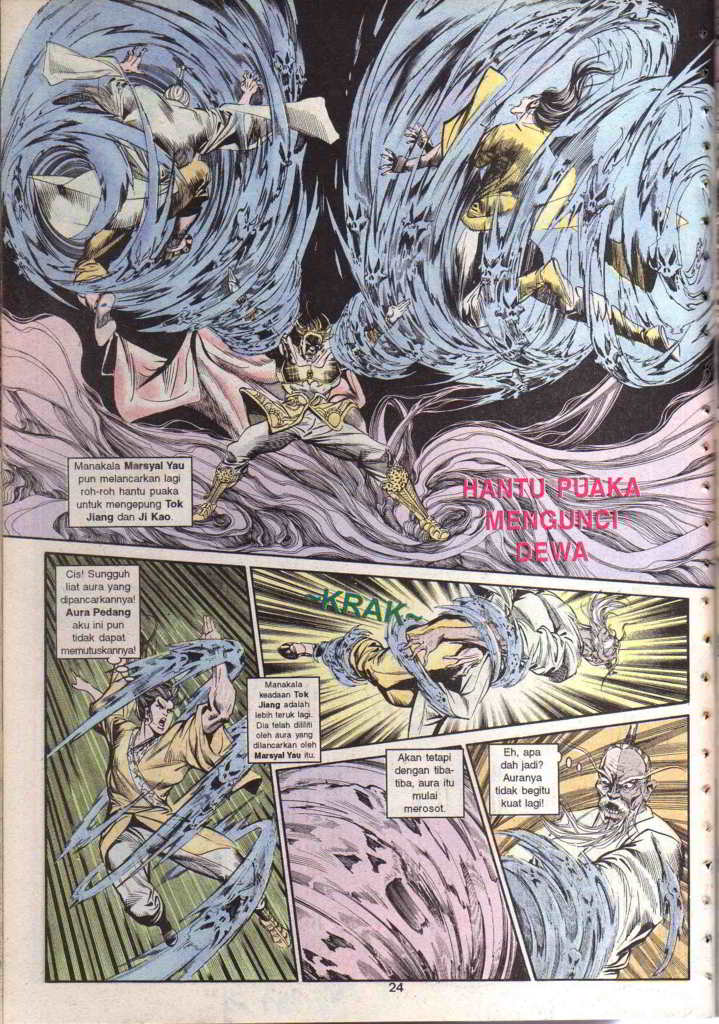 Manakala Marsyal Yau
pun melancarkan lagi
roh-roh hantu puaka
untuk mengepung Tok
Jiang dan Ji Kao.
HANTU PUAKA
MENGUNCI
DEWA
Cis! Sungguh
liat aura yang
dipancarkannya!
Aura Pedang
aku ini pun
tidak dapat
memutuskannya!
~KRAK~
Manakala
keadaan Tok
Jiang adalah
lebih teruk lagi.
Dia telah dililiti
oleh aura yang
dilancarkan oleh
Marsyal Yau itu.
Akan tetapi
dengan tiba-
tiba, aura itu
mulai
merosot.
Eh, apa
dah jadi?
Auranya
tidak begitu
kuat lagi!
24